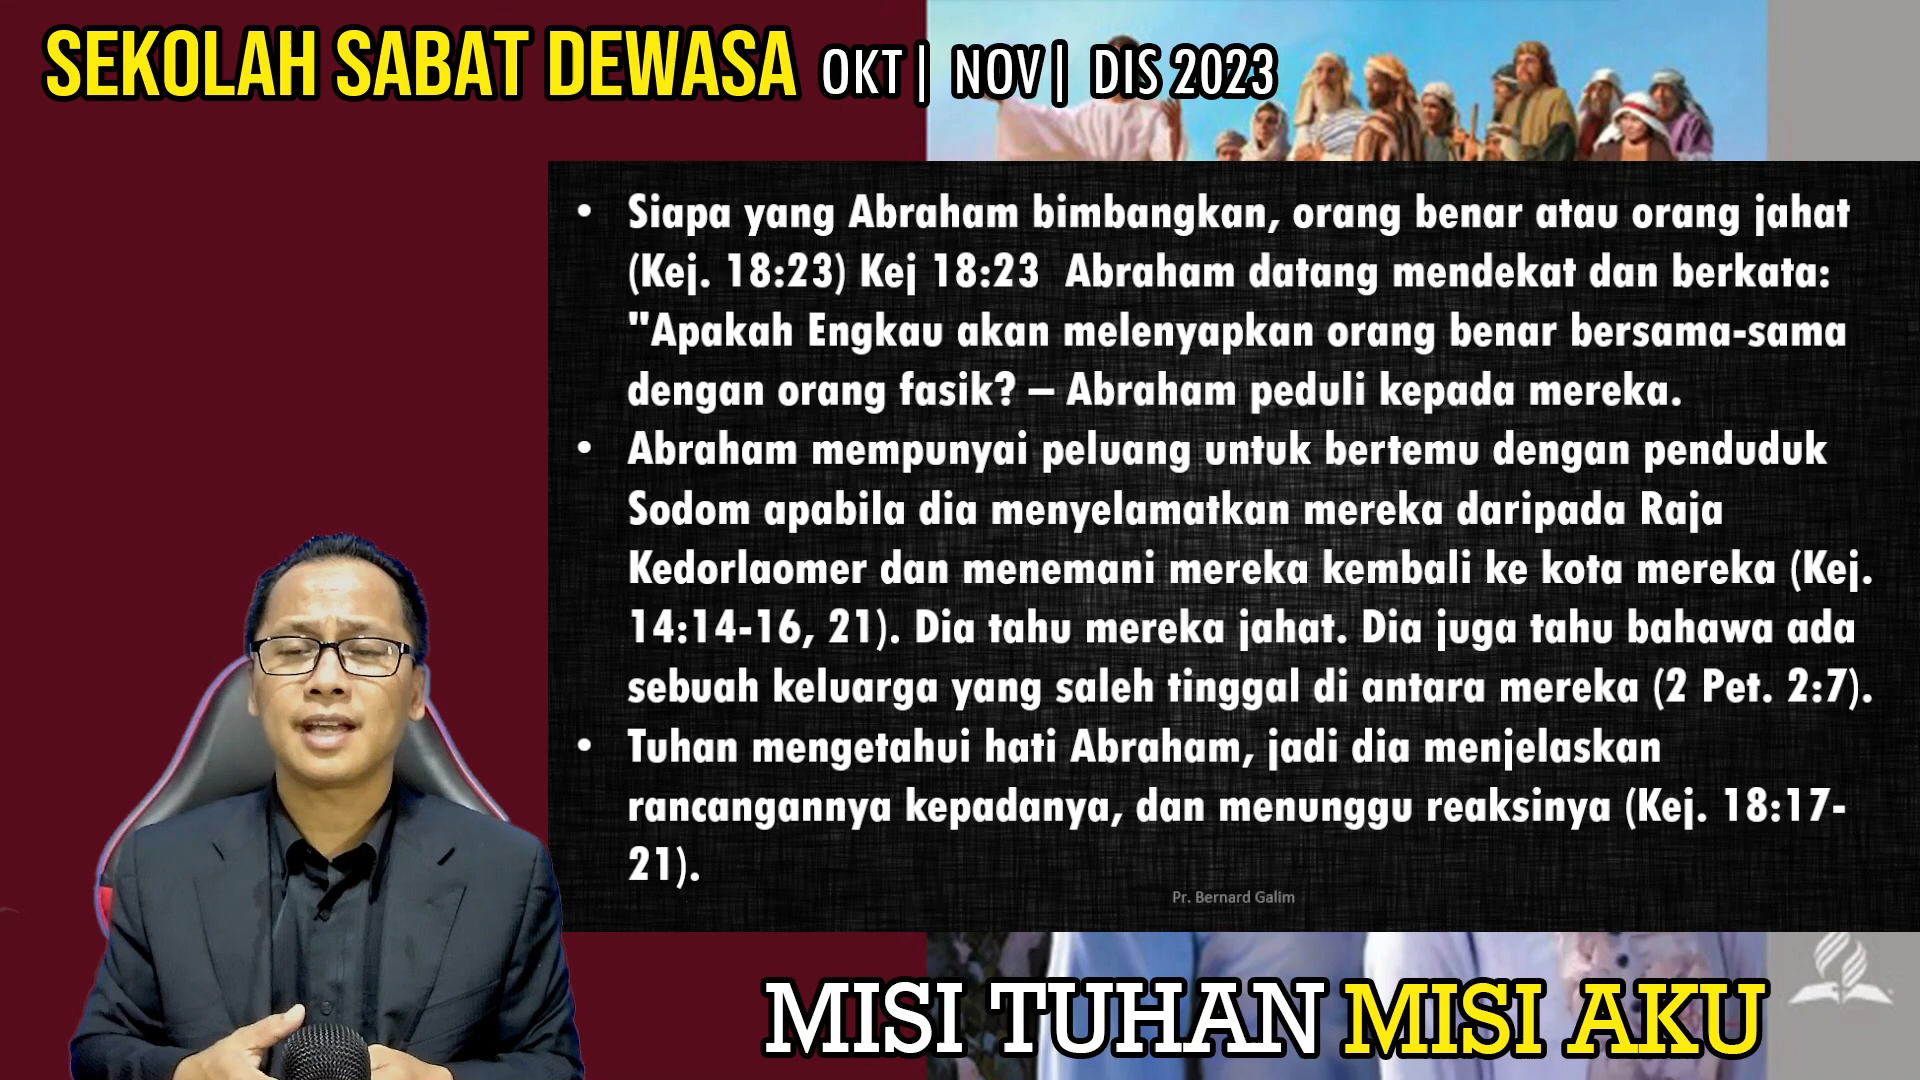 SEKOLAH SABAT DEWASA OKT | NOV | DIS 2023
• Siapa yang Abraham bimbangkan, orang benar atau orang jahat
(Kej. 18:23) Kej 18:23 Abraham datang mendekat dan berkata:
"Apakah Engkau akan melenyapkan orang benar bersama-sama
dengan orang fasik? – Abraham peduli kepada mereka.
• Abraham mempunyai peluang untuk bertemu dengan penduduk
Sodom apabila dia menyelamatkan mereka daripada Raja
Kedorlaomer dan menemani mereka kembali ke kota mereka (Kej.
14:14-16, 21). Dia tahu mereka jahat. Dia juga tahu bahawa ada
sebuah keluarga yang saleh tinggal di antara mereka (2 Pet. 2:7).
• Tuhan mengetahui hati Abraham, jadi dia menjelaskan
rancangannya kepadanya, dan menunggu reaksinya (Kej. 18:17-
21).
Pr. Bernard Galim
MISI TUHAN MISI AKU